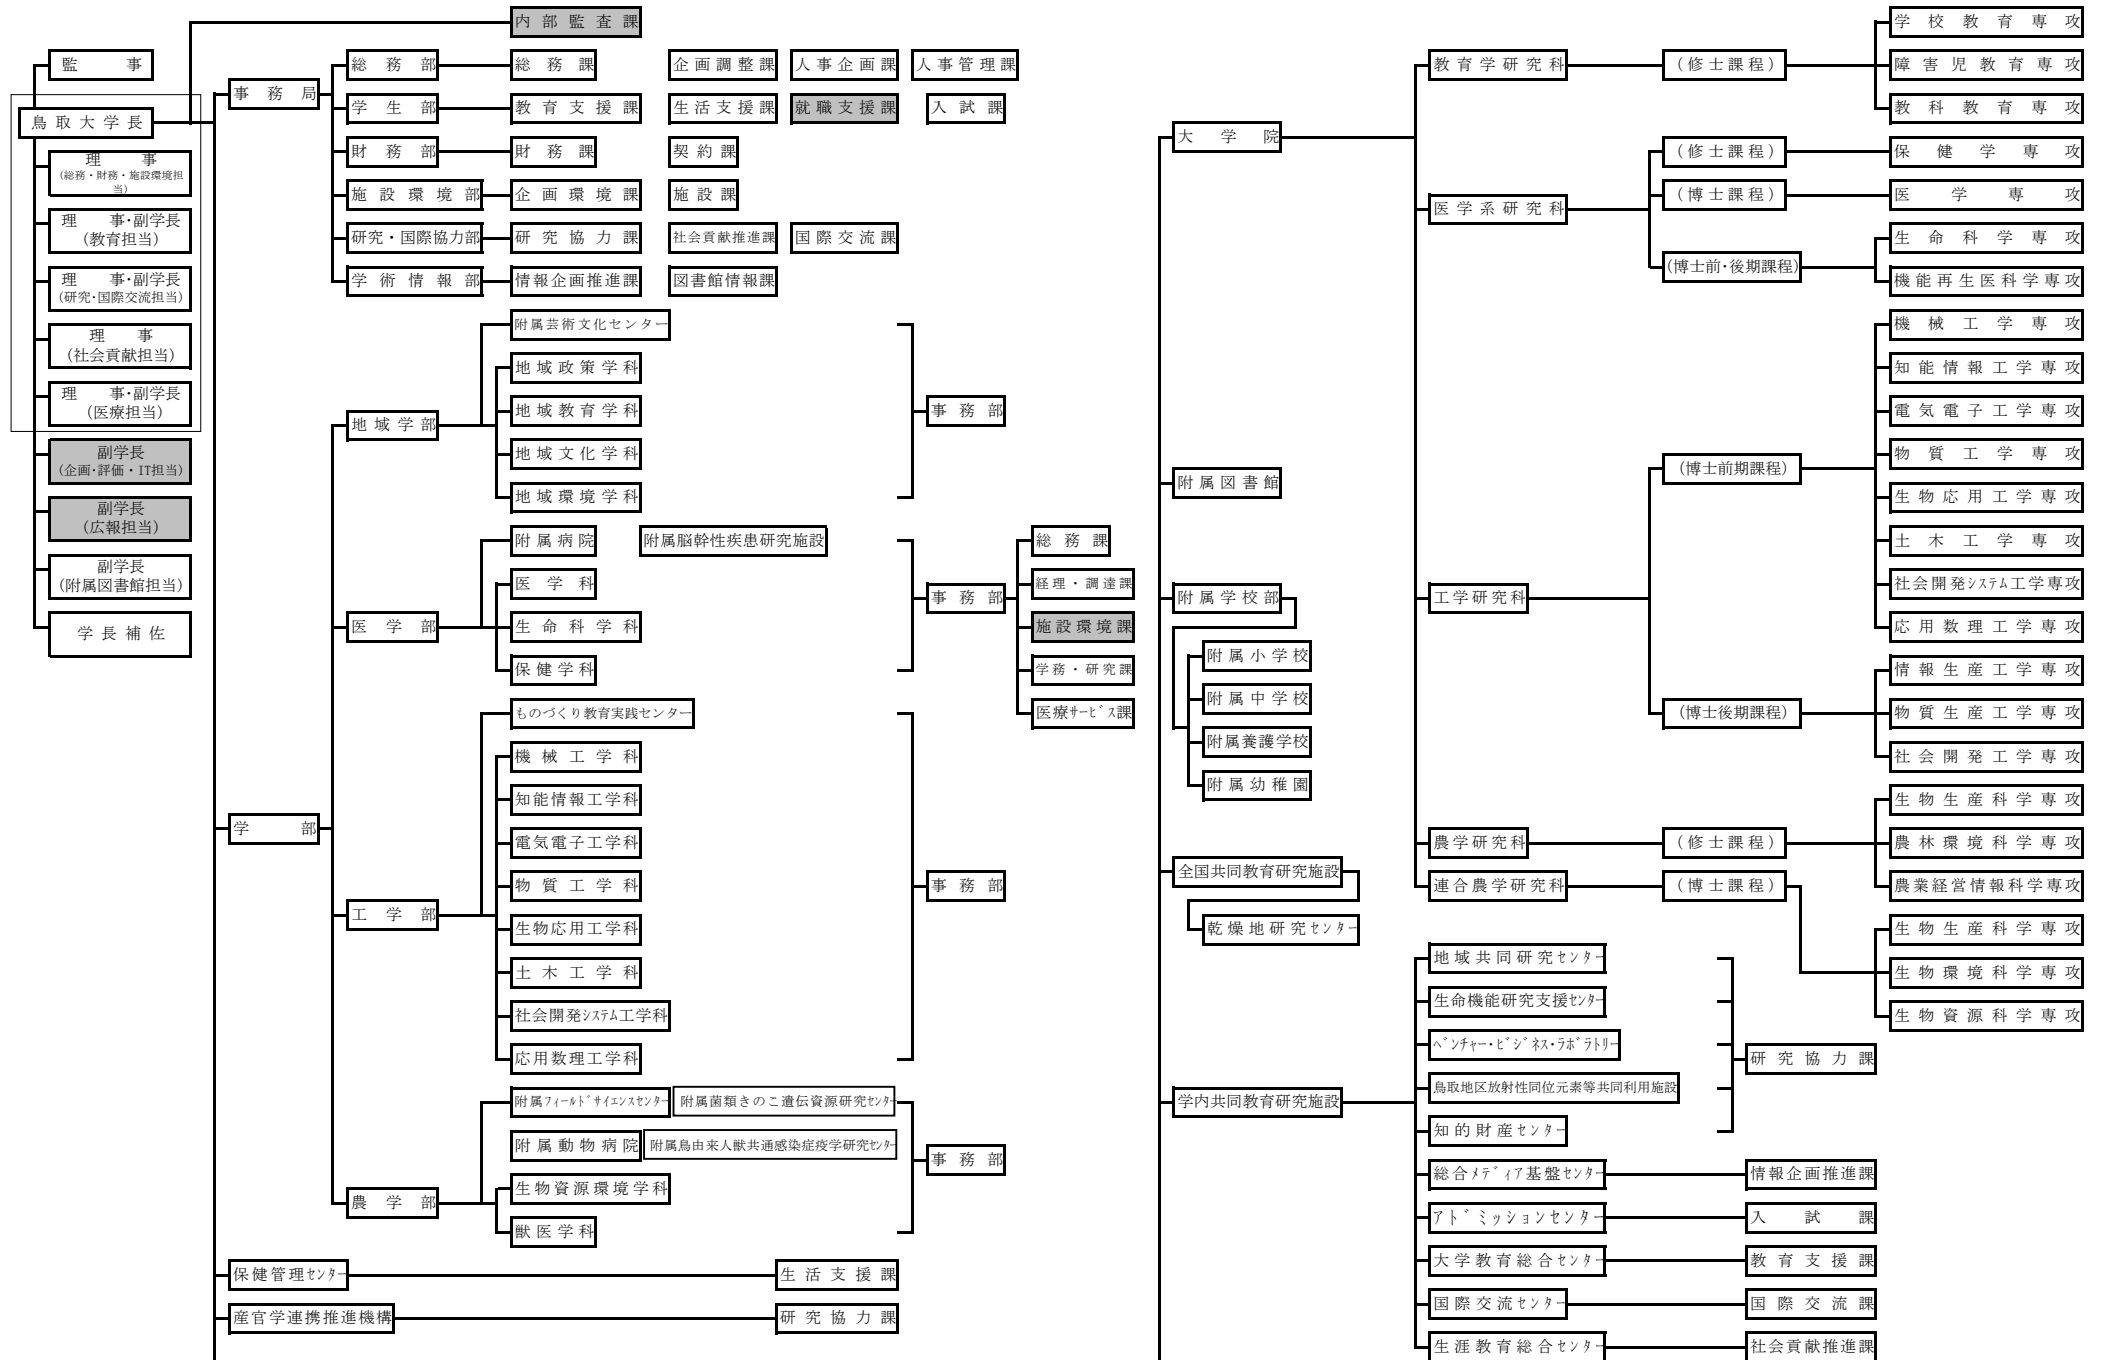 内部監査課
監事
鳥取大学長
理事
(総務・財務・施設環境担
当)
理事・副学長
(教育担当)
理事・副学長
(研究・国際交流担当)
理事
(社会貢献担当)
理事・副学長
(医療担当)
副学長
(企画・評価・IT担当)
副学長
(広報担当)
副学長
(附属図書館担当)
学長補佐
事務局
総務部
総務課
企画調整課
人事企画課
人事管理課
学生部
教育支援課
生活支援課
就職支援課
入試課
財務部
財務課
契約課
施設環境部
企画環境課
施設課
研究・国際協力部
研究協力課
社会貢献推進課
国際交流課
学術情報部
情報企画推進課
図書館情報課
学部
地域学部
附属芸術文化センター
地域政策学科
地域教育学科
地域文化学科
地域環境学科
事務部
医学部
附属病院
附属脳幹性疾患研究施設
医学科
生命科学科
保健学科
事務部
総務課
経理・調達課
施設環境課
学務・研究課
医療サービス課
工学部
ものづくり教育実践センター
機械工学科
知能情報工学科
電気電子工学科
物質工学科
生物応用工学科
土木工学科
社会開発システム工学科
応用数理工学科
事務部
農学部
附属フィールドサイエンスセンター
附属菌類きのこ遺伝資源研究センター
附属動物病院
附属鳥由来人獣共通感染症疫学研究センター
生物資源環境学科
獣医学科
事務部
保健管理センター
生活支援課
産官学連携推進機構
研究協力課
大学院
教育学研究科
(修士課程)
学校教育専攻
障害児教育専攻
教科教育専攻
医学系研究科
(修士課程)
保健学専攻
(博士課程)
医学専攻
(博士前・後期課程)
生命科学専攻
機能再生医科学専攻
工学研究科
(博士前期課程)
機械工学専攻
知能情報工学専攻
電気電子工学専攻
物質工学専攻
生物応用工学専攻
土木工学専攻
社会開発システム工学専攻
応用数理工学専攻
(博士後期課程)
情報生産工学専攻
物質生産工学専攻
社会開発工学専攻
農学研究科
(修士課程)
生物生産科学専攻
農林環境科学専攻
農業経営情報科学専攻
連合農学研究科
(博士課程)
生物生産科学専攻
生物環境科学専攻
生物資源科学専攻
附属図書館
附属学校部
附属小学校
附属中学校
附属養護学校
附属幼稚園
全国共同教育研究施設
乾燥地研究センター
学内共同教育研究施設
地域共同研究センター
生命機能研究支援センター
ベンチャー・ビジネス・ラボラトリー
鳥取地区放射性同位元素等共同利用施設
知的財産センター
研究協力課
総合メディア基盤センター
情報企画推進課
アドミッションセンター
入試課
大学教育総合センター
教育支援課
国際交流センター
国際交流課
生涯教育総合センター
社会貢献推進課